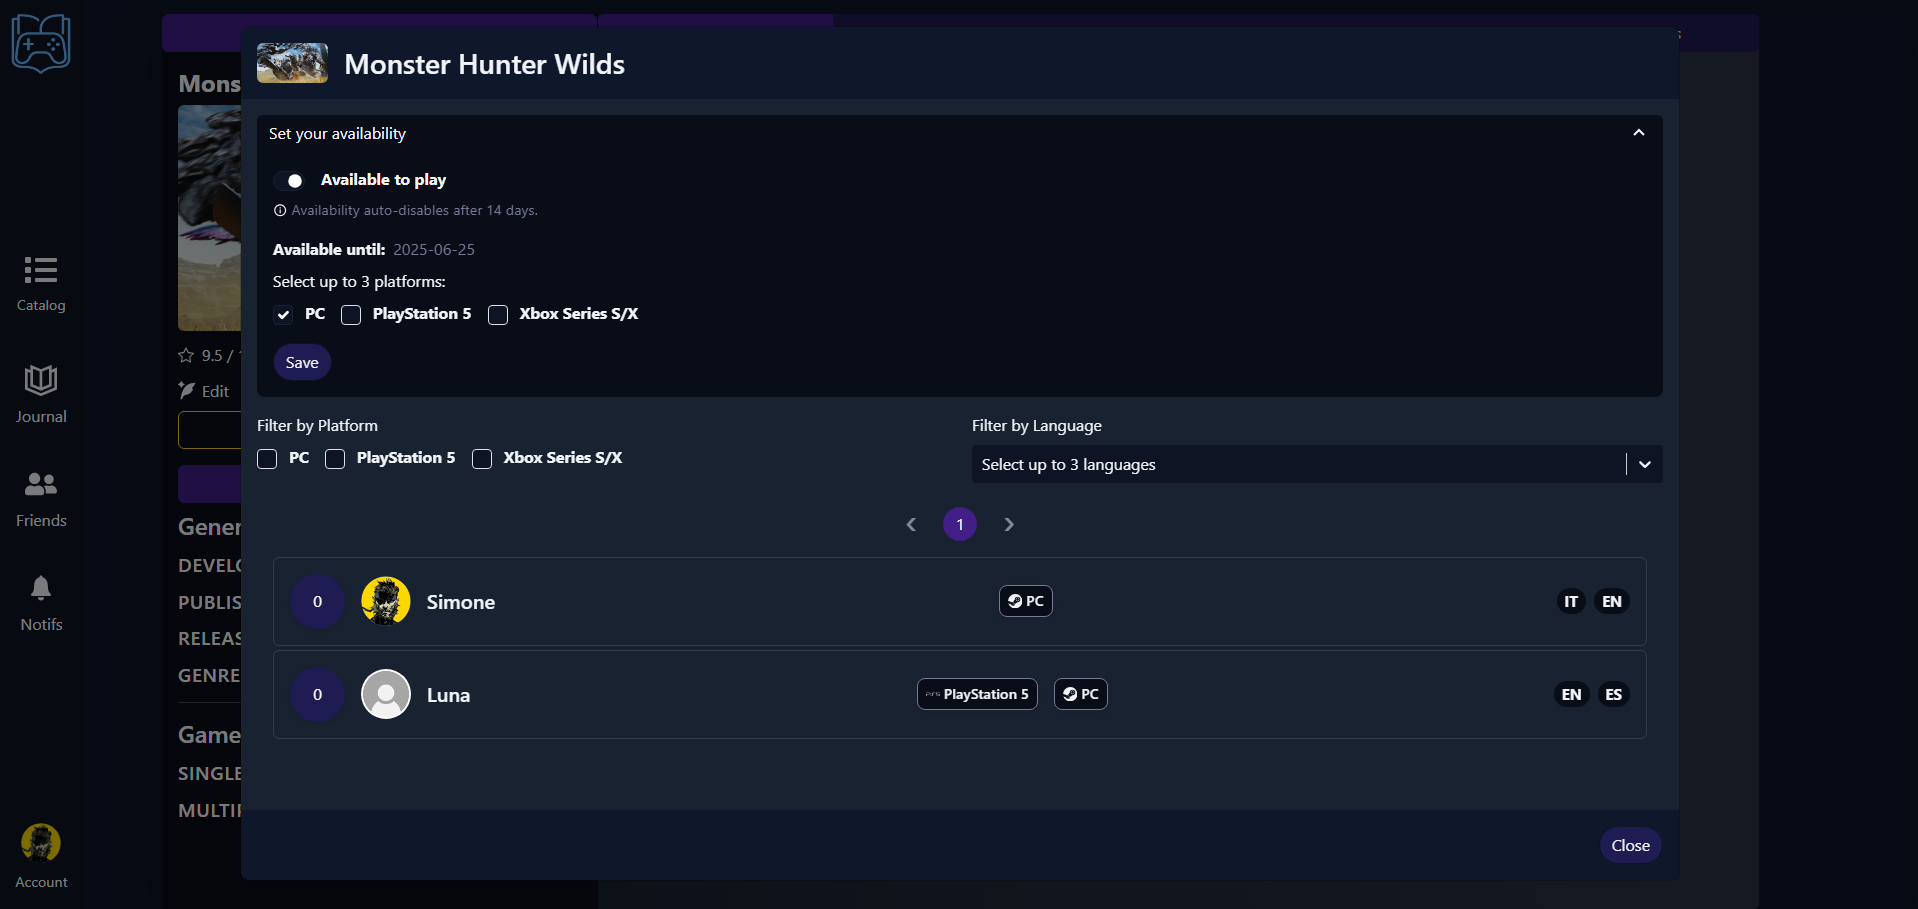 Monster Hunter Wilds
Set your availability
Available to play
Availability auto-disables after 14 days.
Available until: 2025-06-25
Select up to 3 platforms:
PC PlayStation 5 Xbox Series S/X
Save
Filter by Platform
PC PlayStation 5 Xbox Series S/X
Filter by Language
Select up to 3 languages
1
0 Simone PC IT EN
0 Luna PlayStation 5 PC EN ES
Close
Catalog
Journal
Friends
Notifs
Account
Mons
9.5 /
Edit
Gener
DEVELO
PUBLIS
RELEAS
GENRE
Game
SINGLE
MULTIP